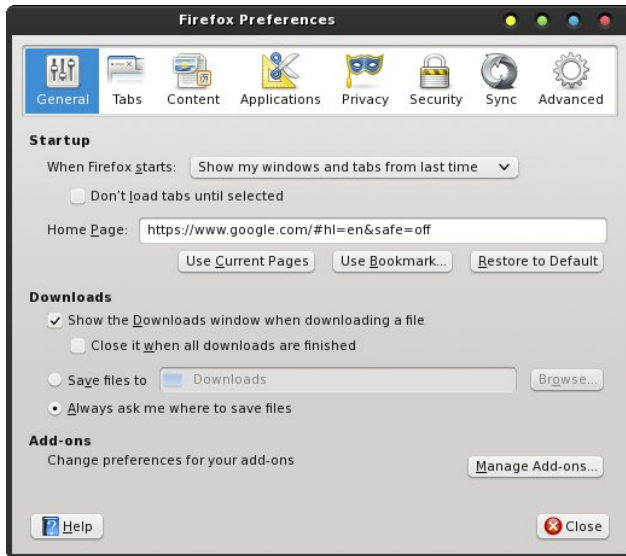 Firefox Preferences
General Tabs Content Applications Privacy Security Sync Advanced
Startup
When Firefox starts: Show my windows and tabs from last time
Don't load tabs until selected
Home Page: https://www.google.com/#hl=en&safe=off
Use Current Pages Use Bookmark... Restore to Default
Downloads
Show the Downloads window when downloading a file
Close it when all downloads are finished
Save files to Downloads Browse...
Always ask me where to save files
Add-ons
Change preferences for your add-ons
Manage Add-ons...
Help Close